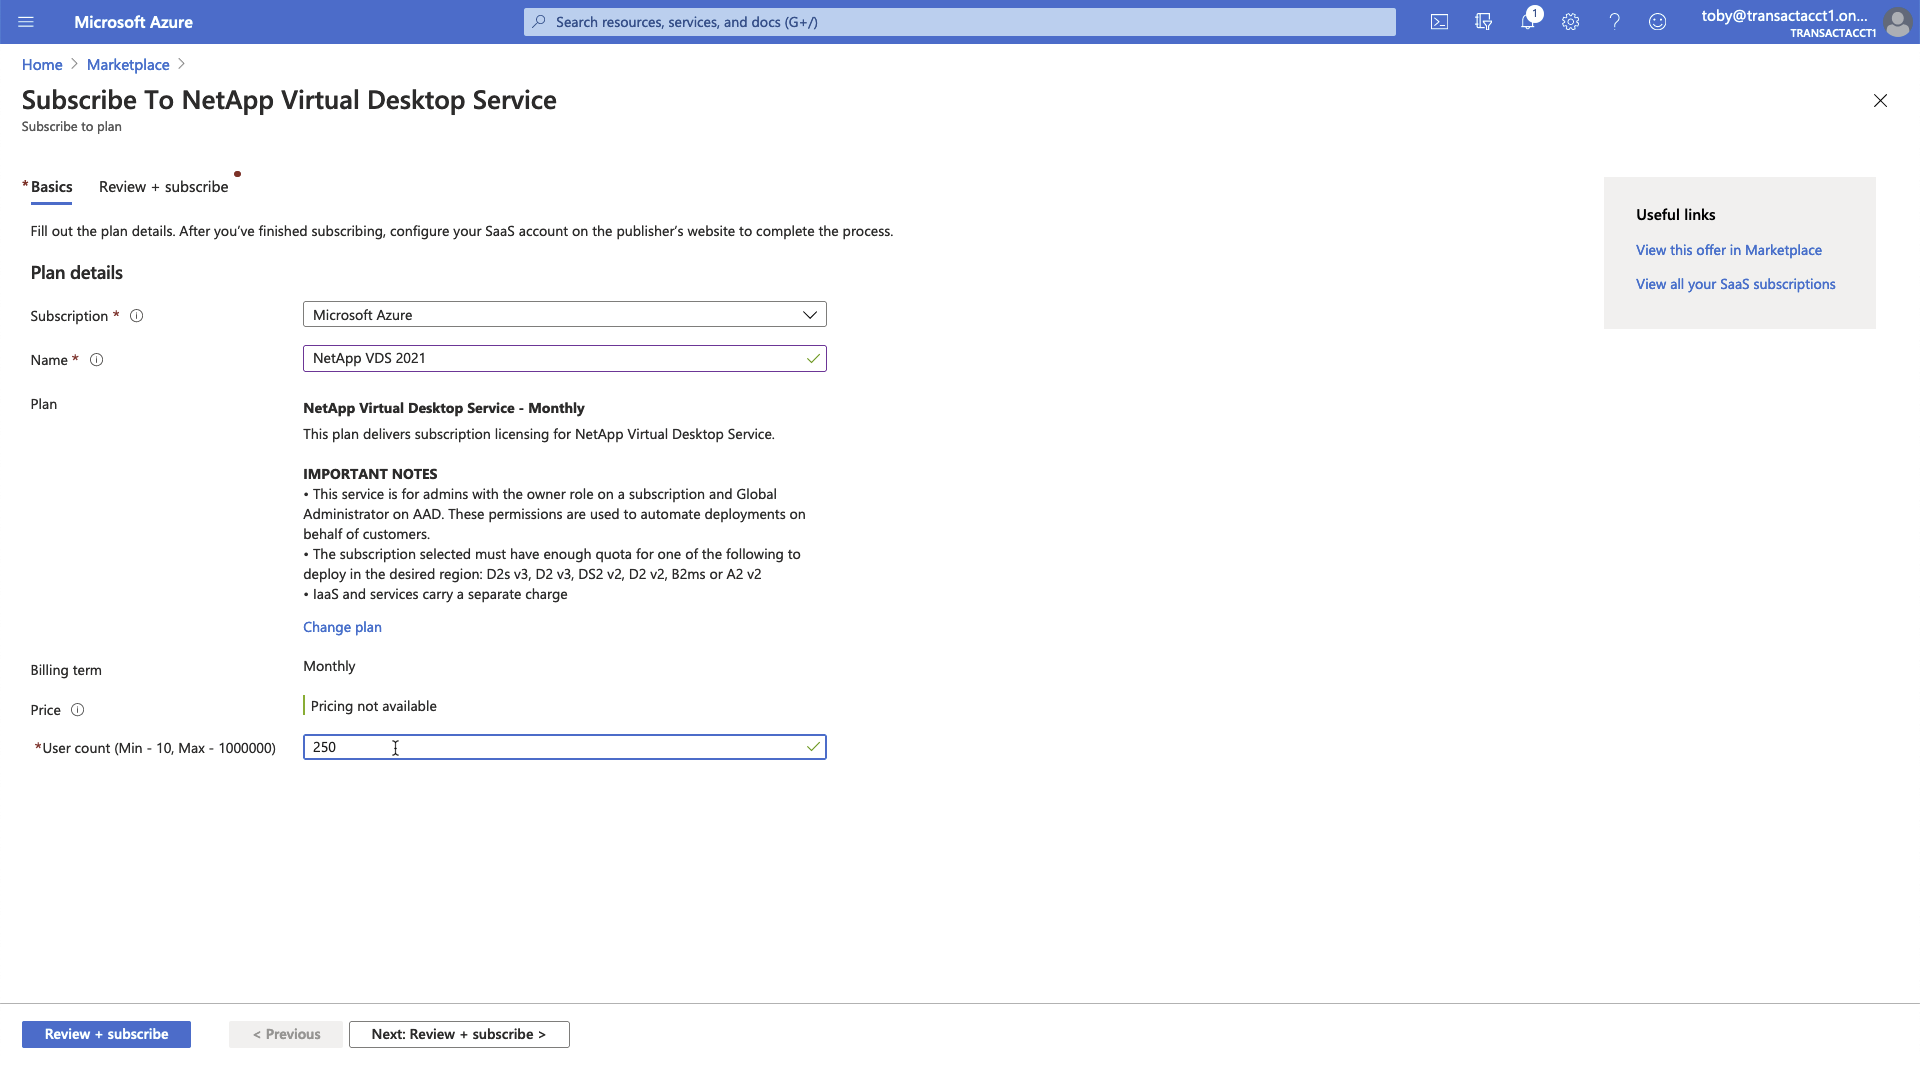 Microsoft Azure
Search resources, services, and docs (G+/)
1
toby@transactacct1.on...
TRANSACTACCT1
Home > Marketplace >
Subscribe To NetApp Virtual Desktop Service
Subscribe to plan
* Basics
Review + subscribe
Fill out the plan details. After you’ve finished subscribing, configure your SaaS account on the publisher’s website to complete the process.
Plan details
Subscription *
Microsoft Azure
Name *
NetApp VDS 2021
Plan
NetApp Virtual Desktop Service - Monthly
This plan delivers subscription licensing for NetApp Virtual Desktop Service.
IMPORTANT NOTES
• This service is for admins with the owner role on a subscription and Global
Administrator on AAD. These permissions are used to automate deployments on
behalf of customers.
• The subscription selected must have enough quota for one of the following to
deploy in the desired region: D2s v3, D2 v3, DS2 v2, D2 v2, B2ms or A2 v2
• IaaS and services carry a separate charge
Change plan
Billing term
Monthly
Price
Pricing not available
*User count (Min - 10, Max - 1000000)
250
Useful links
View this offer in Marketplace
View all your SaaS subscriptions
Review + subscribe
< Previous
Next: Review + subscribe >